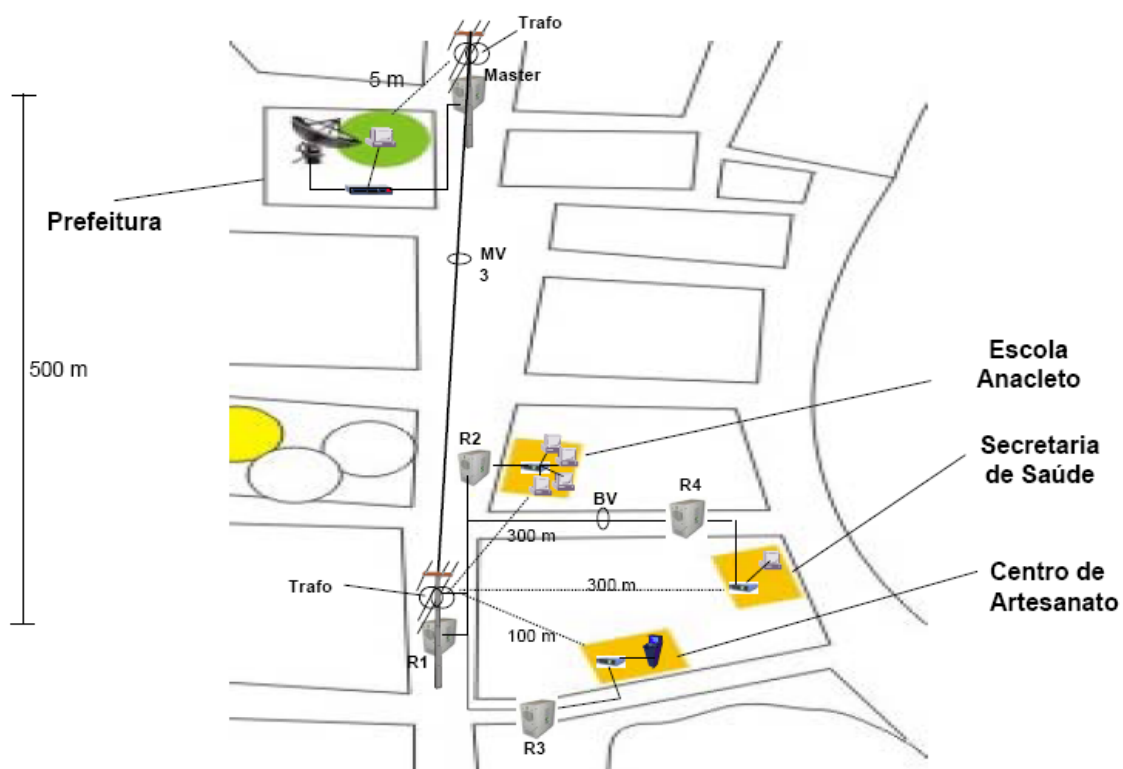 Trafo
5 m
Master
Prefeitura
MV
3
500 m
Escola
Anacleto
R2
Secretaria
de Saúde
BV
R4
300 m
Trafo
300 m
Centro de
Artesanato
100 m
R1
R3